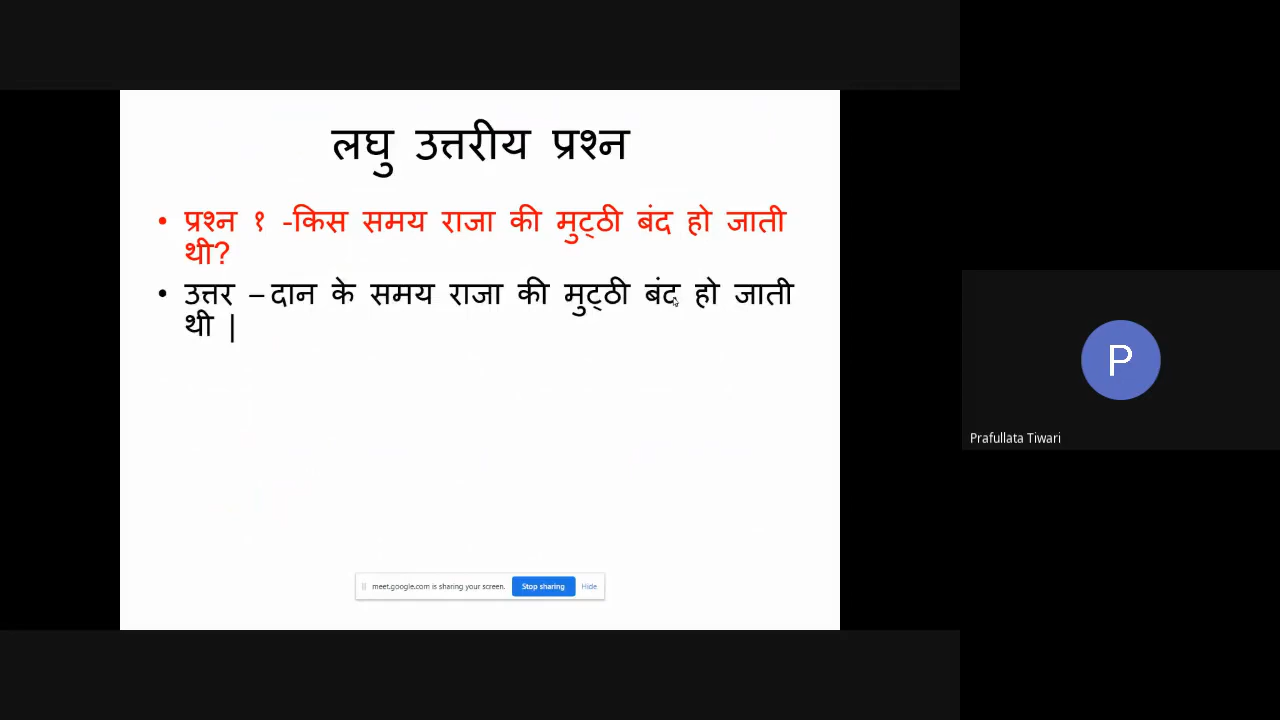 लघु उत्तरीय प्रश्न
• प्रश्न १ -किस समय राजा की मुट्ठी बंद हो जाती
थी?
• उत्तर – दान के समय राजा की मुट्ठी बंद हो जाती
थी |
P
Prafullata Tiwari
meet.google.com is sharing your screen. Stop sharing Hide